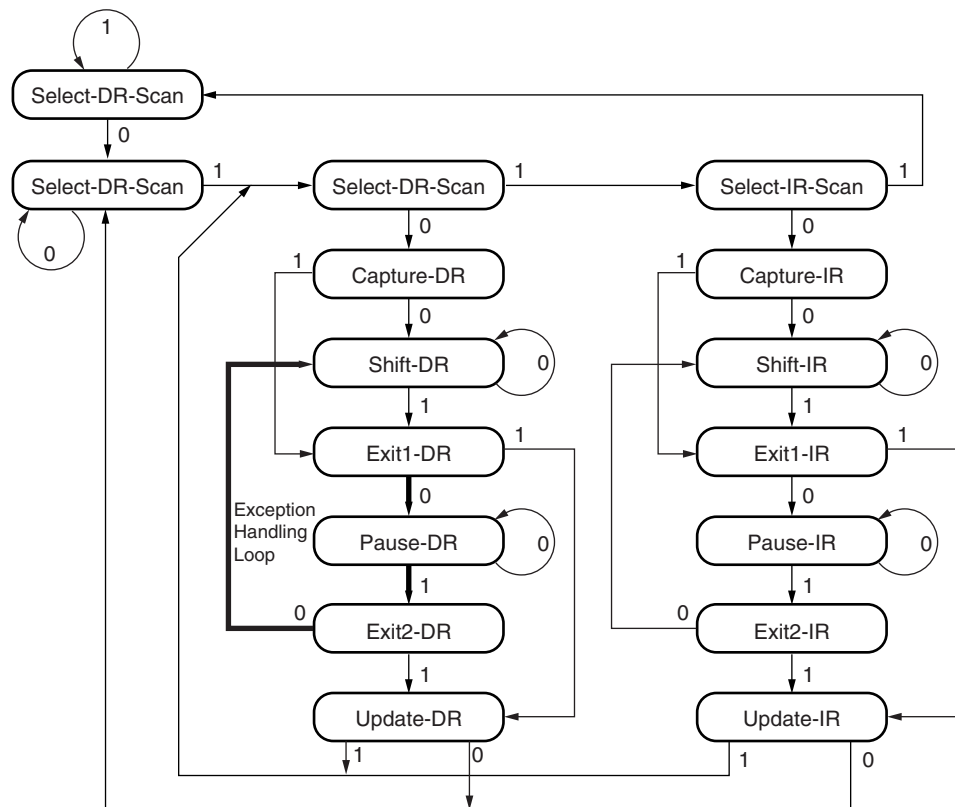 1
Select-DR-Scan
0
Select-DR-Scan
1
Select-DR-Scan
1
Select-IR-Scan
1
0
0
0
1
Capture-DR
1
Capture-IR
0
0
Shift-DR
0
Shift-IR
0
1
1
Exit1-DR
1
Exit1-IR
1
0
0
Exception
Handling
Loop
Pause-DR
0
Pause-IR
0
1
1
0
Exit2-DR
0
Exit2-IR
1
1
Update-DR
Update-IR
1
0
1
0